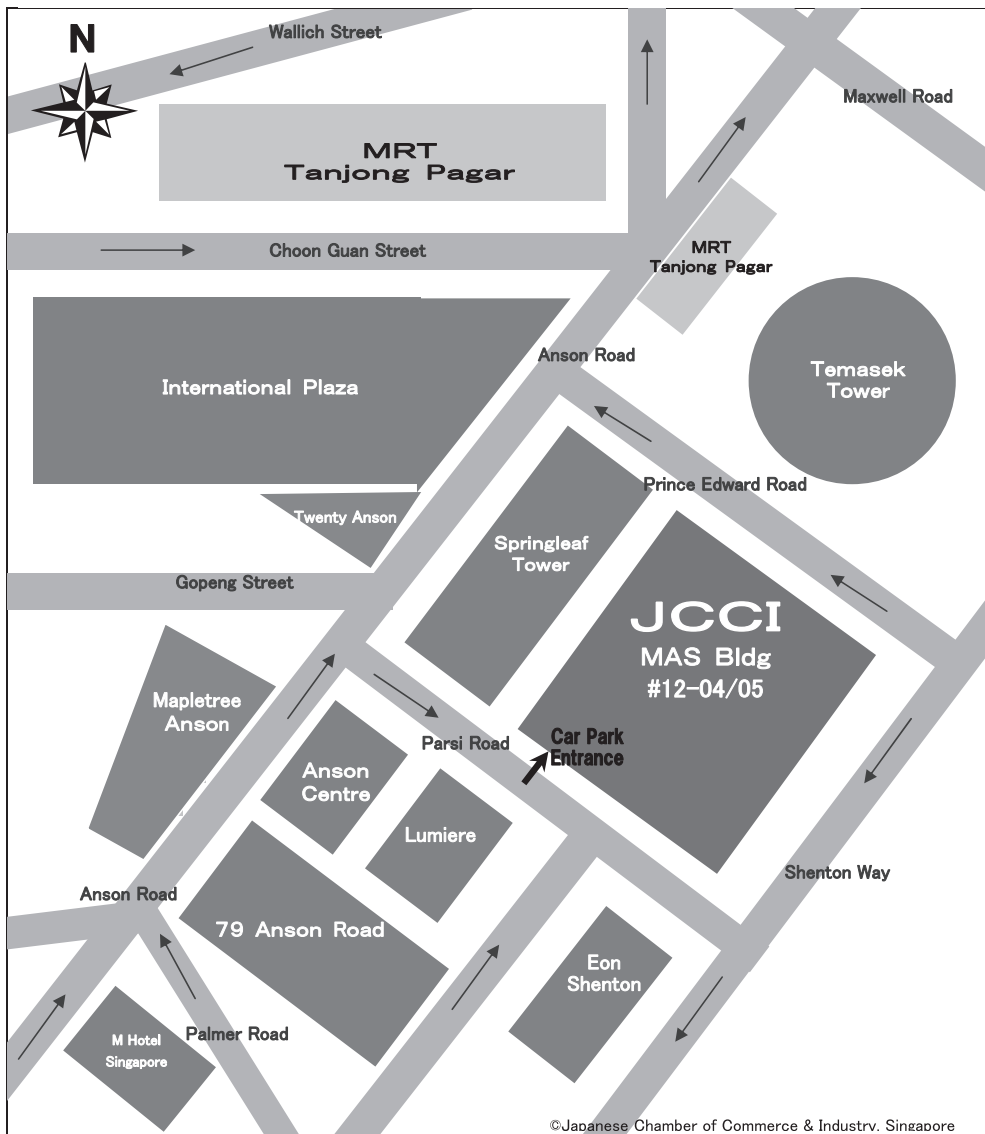 Wallich Street
N
Maxwell Road
MRT
Tanjong Pagar
Choon Guan Street
MRT
Tanjong Pagar
Anson Road
Temasek
Tower
International Plaza
Prince Edward Road
Twenty Anson
Springleaf
Tower
Gopeng Street
JCCI
MAS Bldg
#12-04/05
Mapletree
Anson
Parsi Road
Car Park
Entrance
Anson
Centre
Lumiere
Shenton Way
Anson Road
79 Anson Road
Eon
Shenton
Palmer Road
M Hotel
Singapore
©Japanese Chamber of Commerce & Industry, Singapore